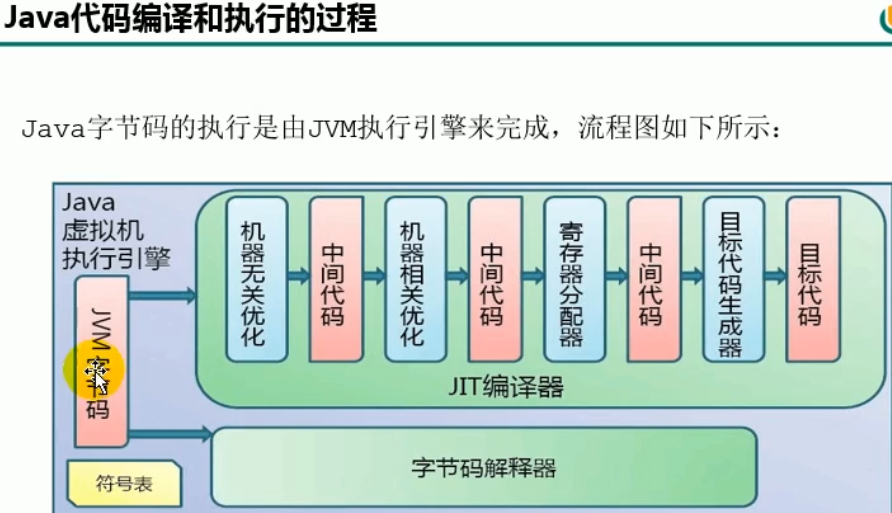 Java代码编译和执行的过程
Java字节码的执行是由JVM执行引擎来完成，流程图如下所示：
Java
虚拟机
执行引擎
JVM字节码
机器无关优化
中间代码
机器相关优化
中间代码
寄存器分配器
中间代码
目标代码生成器
目标代码
JIT编译器
字节码解释器
符号表